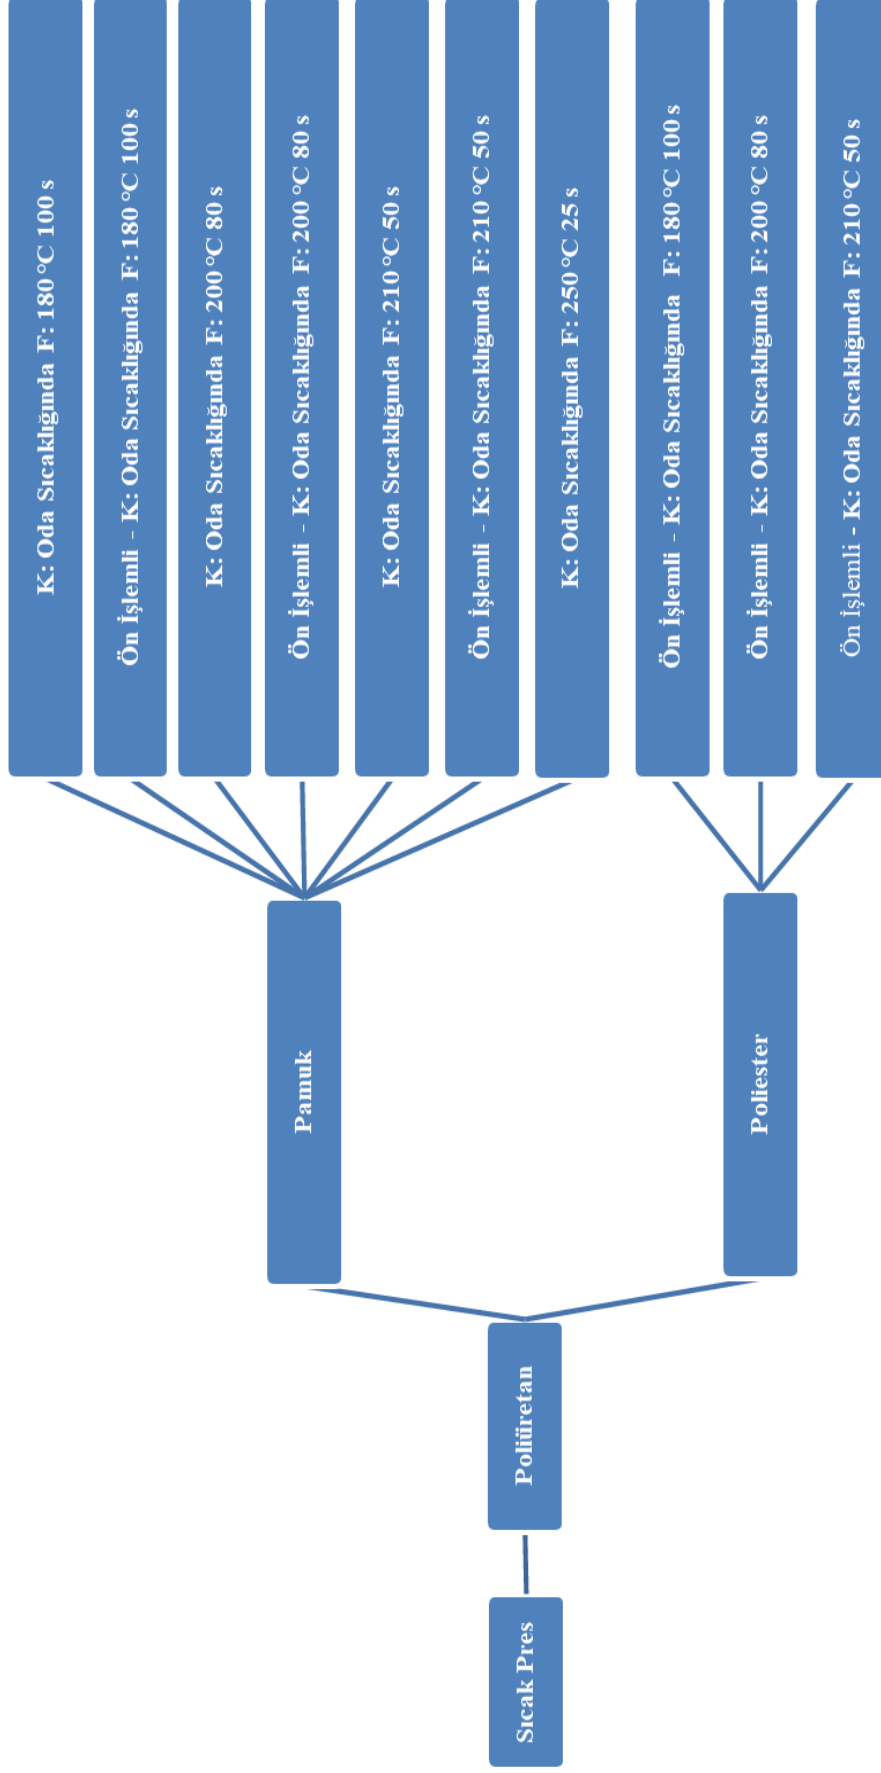 Sıcak Pres
Poliüretan
Pamuk
K: Oda Sıcaklığında F: 180 °C 100 s
Ön İşlemli - K: Oda Sıcaklığında F: 180 °C 100 s
K: Oda Sıcaklığında F: 200 °C 80 s
Ön İşlemli - K: Oda Sıcaklığında F: 200 °C 80 s
K: Oda Sıcaklığında F: 210 °C 50 s
Ön İşlemli - K: Oda Sıcaklığında F: 210 °C 50 s
K: Oda Sıcaklığında F: 250 °C 25 s
Poliester
Ön İşlemli - K: Oda Sıcaklığında F: 180 °C 100 s
Ön İşlemli - K: Oda Sıcaklığında F: 200 °C 80 s
Ön İşlemli - K: Oda Sıcaklığında F: 210 °C 50 s